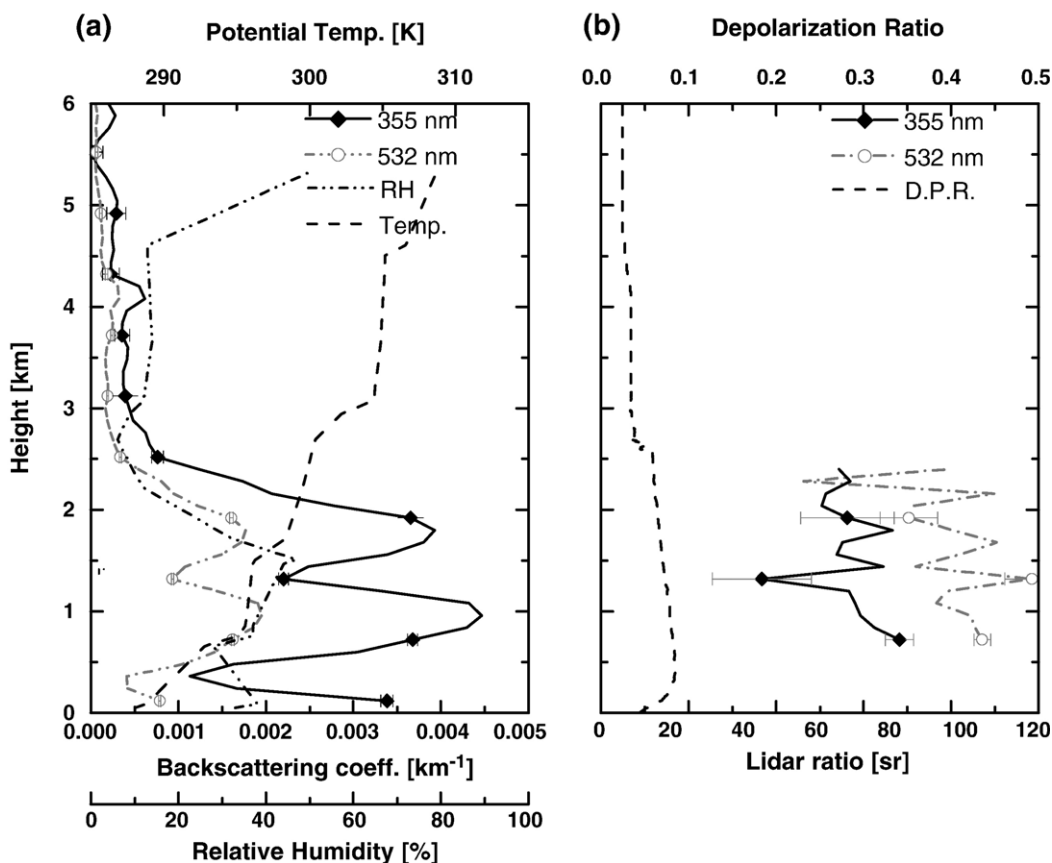 (a)
Potential Temp. [K]
290 300 310
6
5
4
3
2
1
0
Height [km]
355 nm
532 nm
RH
Temp.
0.000 0.001 0.002 0.003 0.004 0.005
Backscattering coeff. [km-1]
0 20 40 60 80 100
Relative Humidity [%]
(b)
Depolarization Ratio
0.0 0.1 0.2 0.3 0.4 0.5
355 nm
532 nm
D.P.R.
0 20 40 60 80 100 120
Lidar ratio [sr]